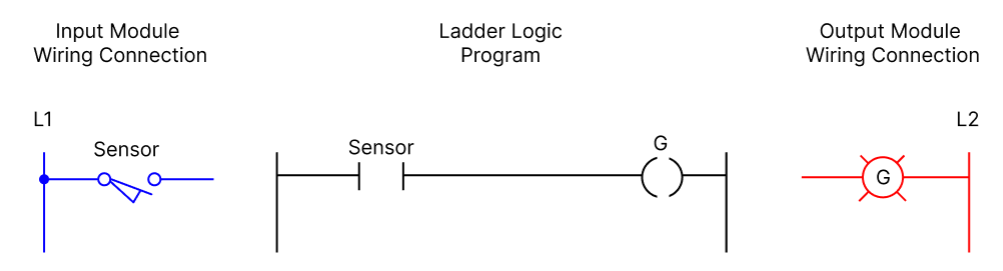 Input Module
Wiring Connection
Ladder Logic
Program
Output Module
Wiring Connection
L1
L2
Sensor
Sensor
G
G